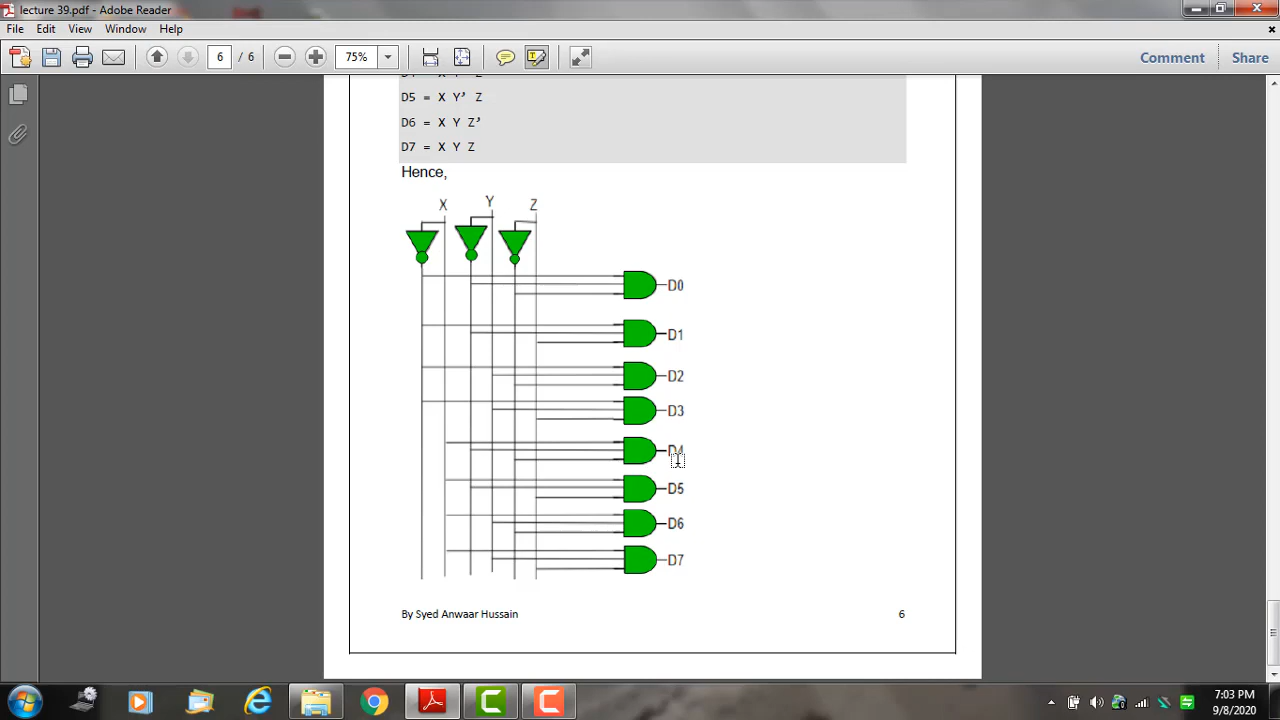 lecture 39.pdf - Adobe Reader
File Edit View Window Help
6 / 6 75% Comment Share
D5 = X Y’ Z
D6 = X Y Z’
D7 = X Y Z
Hence,
X Y Z
D0
D1
D2
D3
D4
D5
D6
D7
By Syed Anwaar Hussain 6
7:03 PM
9/8/2020